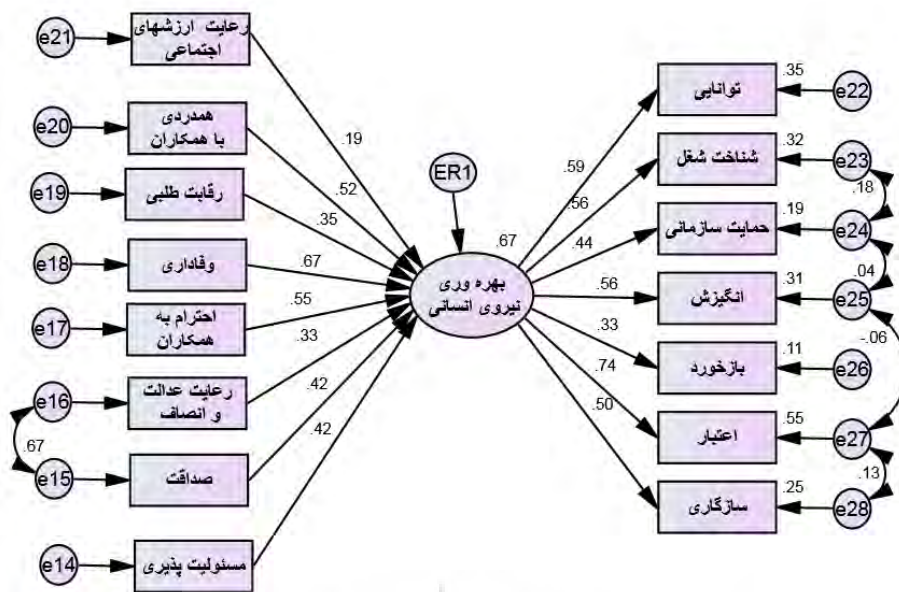 e21
رعایت ارزشهای
اجتماعی
.19
e20
همدردی
با همکاران
.52
e19
رقابت طلبی
.35
e18
وفاداری
.67
e17
احترام به
همکاران
.55
e16
رعایت عدالت
و انصاف
.33
.67
e15
صداقت
.42
e14
مسئولیت پذیری
.42
ER1
.67
بهره وری
نیروی انسانی
.59
توانایی
.35
e22
.56
شناخت شغل
.32
e23
.18
.44
حمایت سازمانی
.19
e24
.04
.56
انگیزش
.31
e25
-.06
.33
بازخورد
.11
e26
.74
اعتبار
.55
e27
.13
.50
سازگاری
.25
e28